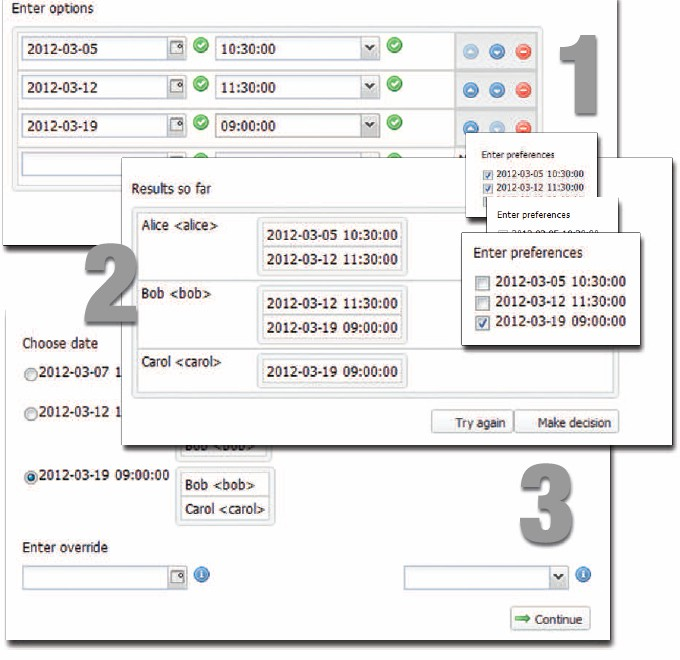 Enter options
2012-03-05 10:30:00
2012-03-12 11:30:00
2012-03-19 09:00:00
1
Enter preferences
2012-03-05 10:30:00
2012-03-12 11:30:00
Enter preferences
Enter preferences
2012-03-05 10:30:00
2012-03-12 11:30:00
2012-03-19 09:00:00
Results so far
Alice <alice>
2012-03-05 10:30:00
2012-03-12 11:30:00
Bob <bob>
2012-03-12 11:30:00
2012-03-19 09:00:00
Carol <carol>
2012-03-19 09:00:00
Try again Make decision
2
Choose date
2012-03-07 1
2012-03-12 1
Bob <bob>
2012-03-19 09:00:00
Bob <bob>
Carol <carol>
3
Enter override
Continue